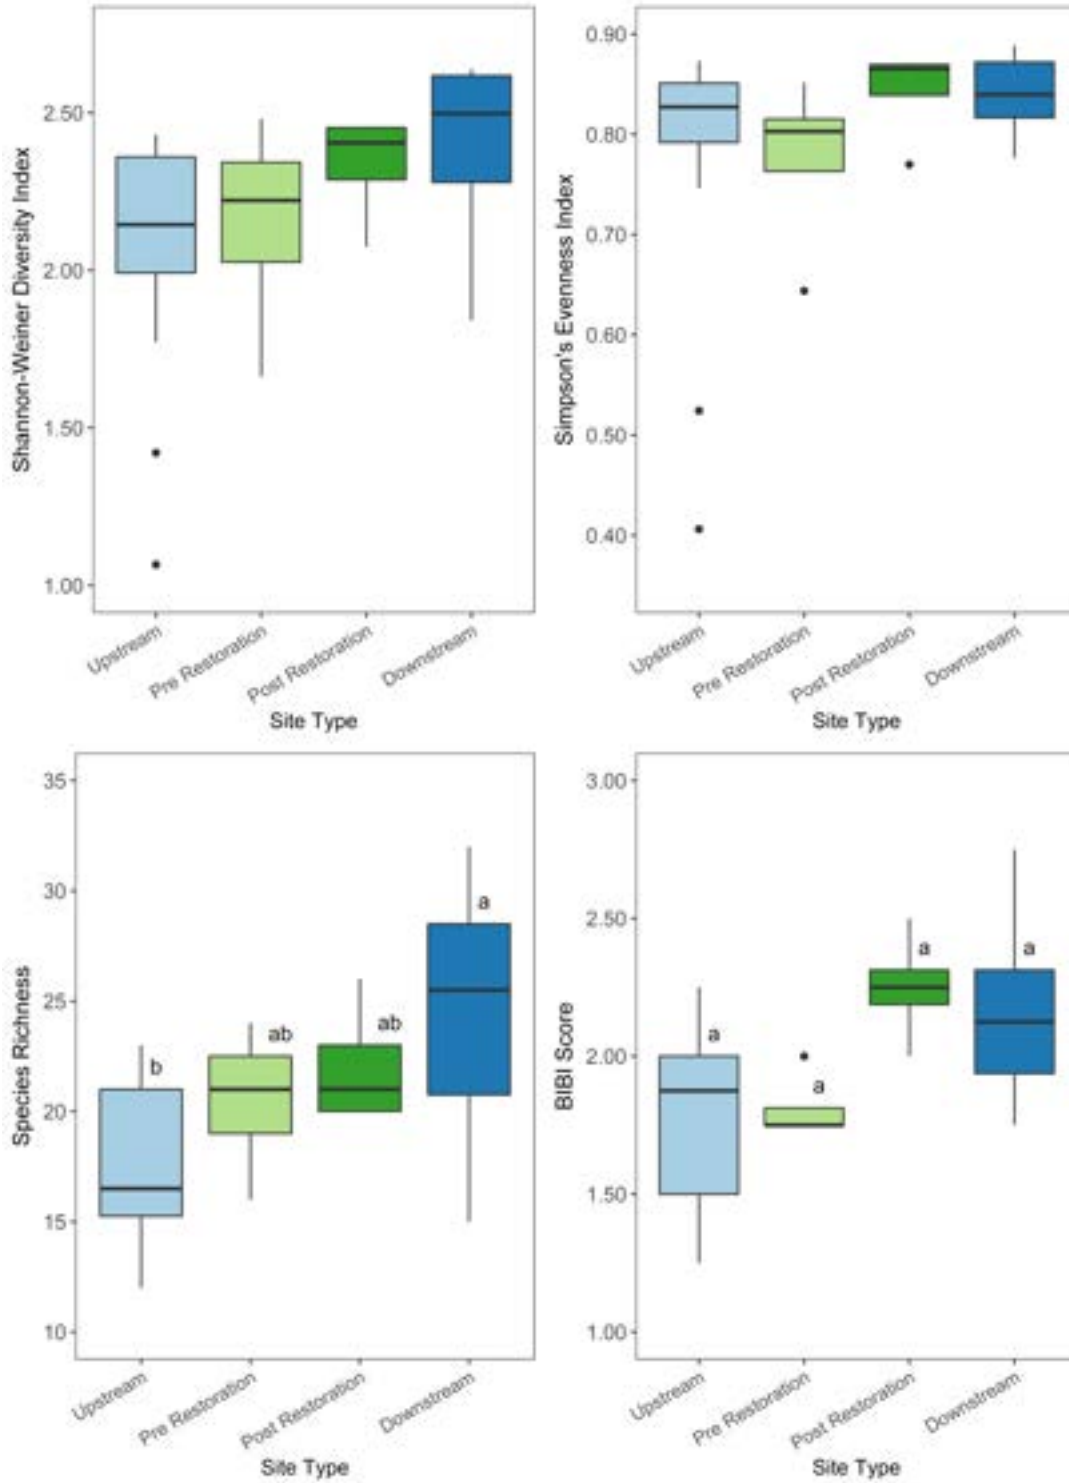 Shannon-Weiner Diversity Index
2.50
2.00
1.50
1.00
Upstream
Pre Restoration
Post Restoration
Downstream
Site Type
Simpson's Evenness Index
0.90
0.80
0.70
0.60
0.50
0.40
Upstream
Pre Restoration
Post Restoration
Downstream
Site Type
Species Richness
35
30
25
20
15
10
b
ab
ab
a
Upstream
Pre Restoration
Post Restoration
Downstream
Site Type
BIBI Score
3.00
2.50
2.00
1.50
1.00
a
a
a
a
Upstream
Pre Restoration
Post Restoration
Downstream
Site Type